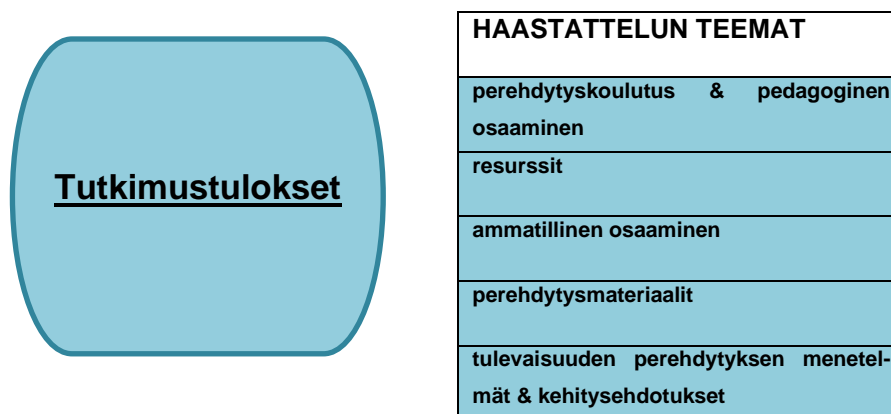 Tutkimustulokset
HAASTATTELUN TEEMAT
perehdytyskoulutus & pedagoginen
osaaminen
resurssit
ammatillinen osaaminen
perehdytysmateriaalit
tulevaisuuden perehdytyksen menetel-
mät & kehitysehdotukset